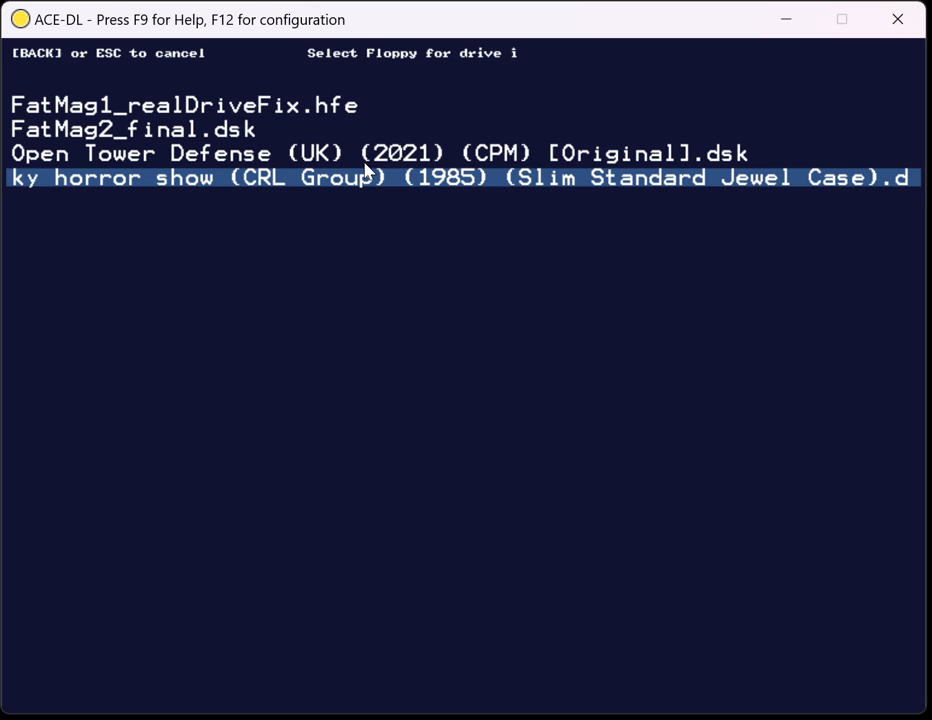 ACE-DL - Press F9 for Help, F12 for configuration
[BACK] or ESC to cancel Select Floppy for drive i
FatMag1_realDriveFix.hfe
FatMag2_final.dsk
Open Tower Defense (UK) (2021) (CPM) [Original].dsk
ky horror show (CRL Group) (1985) (Slim Standard Jewel Case).d